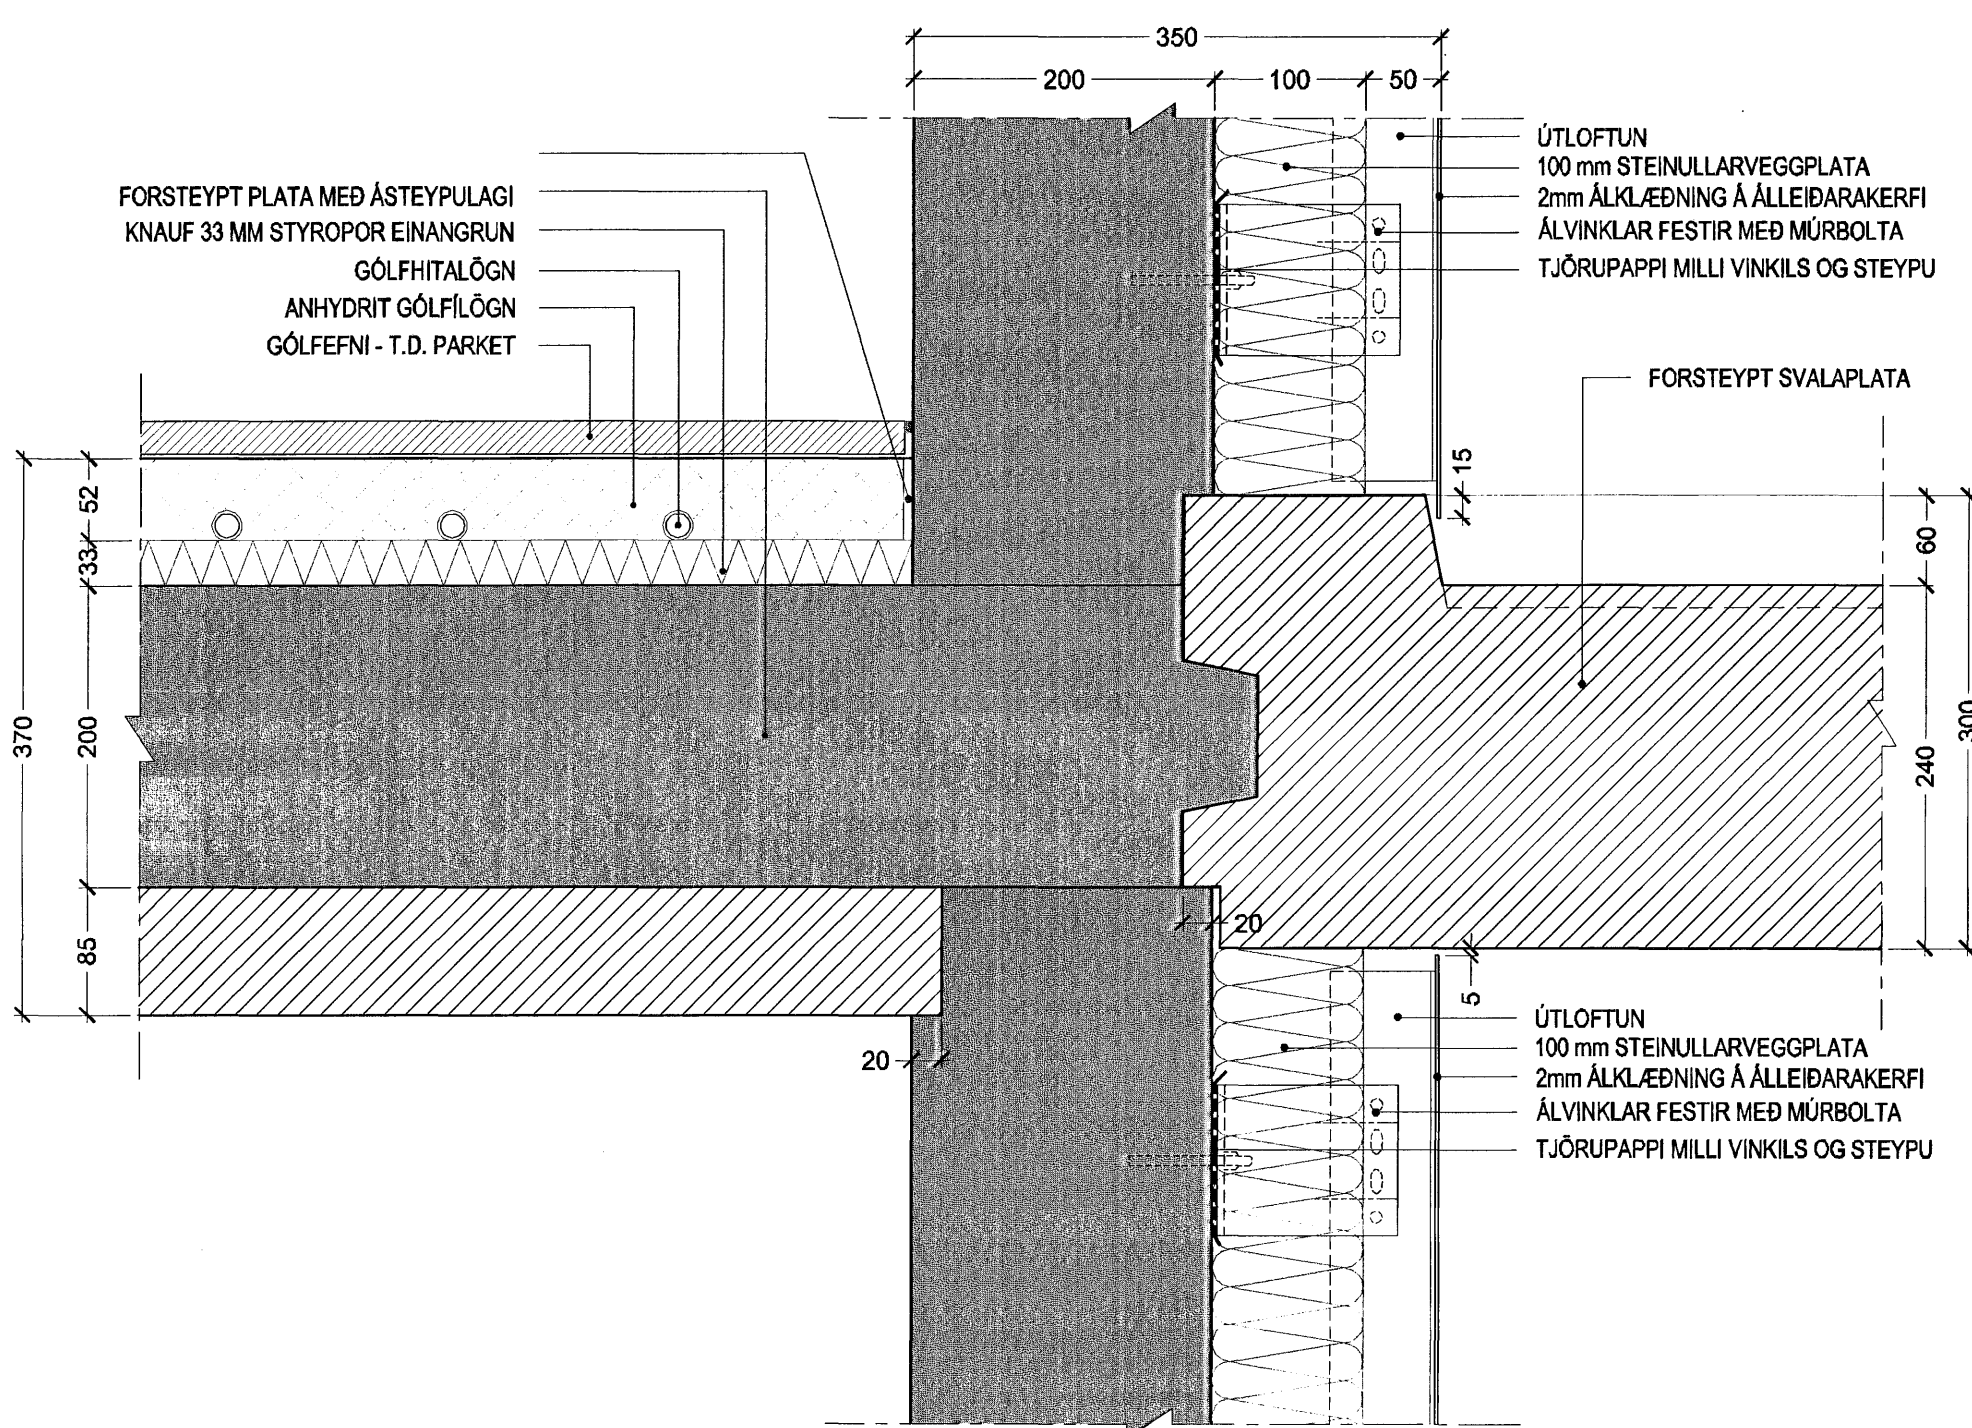 350
200
100
50
ÚTLOFTUN
100 mm STEINULLARVEGGPLATA
2mm ÁLKLÆÐNING Á ÁLLEIÐARAKERFI
ÁLVINKLAR FESTIR MEÐ MÚRBOLTA
TJÖRUPAPPI MILLI VINKILS OG STEYPU
FORSTEYPT PLATA MEÐ ÁSTEYPULAGI
KNAUF 33 MM STYROPOR EINANGRUN
GÓLFHITALÖGN
ANHYDRIT GÓLFÍLÖGN
GÓLFEFNI - T.D. PARKET
FORSTEYPT SVALAPLATA
15
52
33
60
370
200
300
240
85
20
20
5
ÚTLOFTUN
100 mm STEINULLARVEGGPLATA
2mm ÁLKLÆÐNING Á ÁLLEIÐARAKERFI
ÁLVINKLAR FESTIR MEÐ MÚRBOLTA
TJÖRUPAPPI MILLI VINKILS OG STEYPU